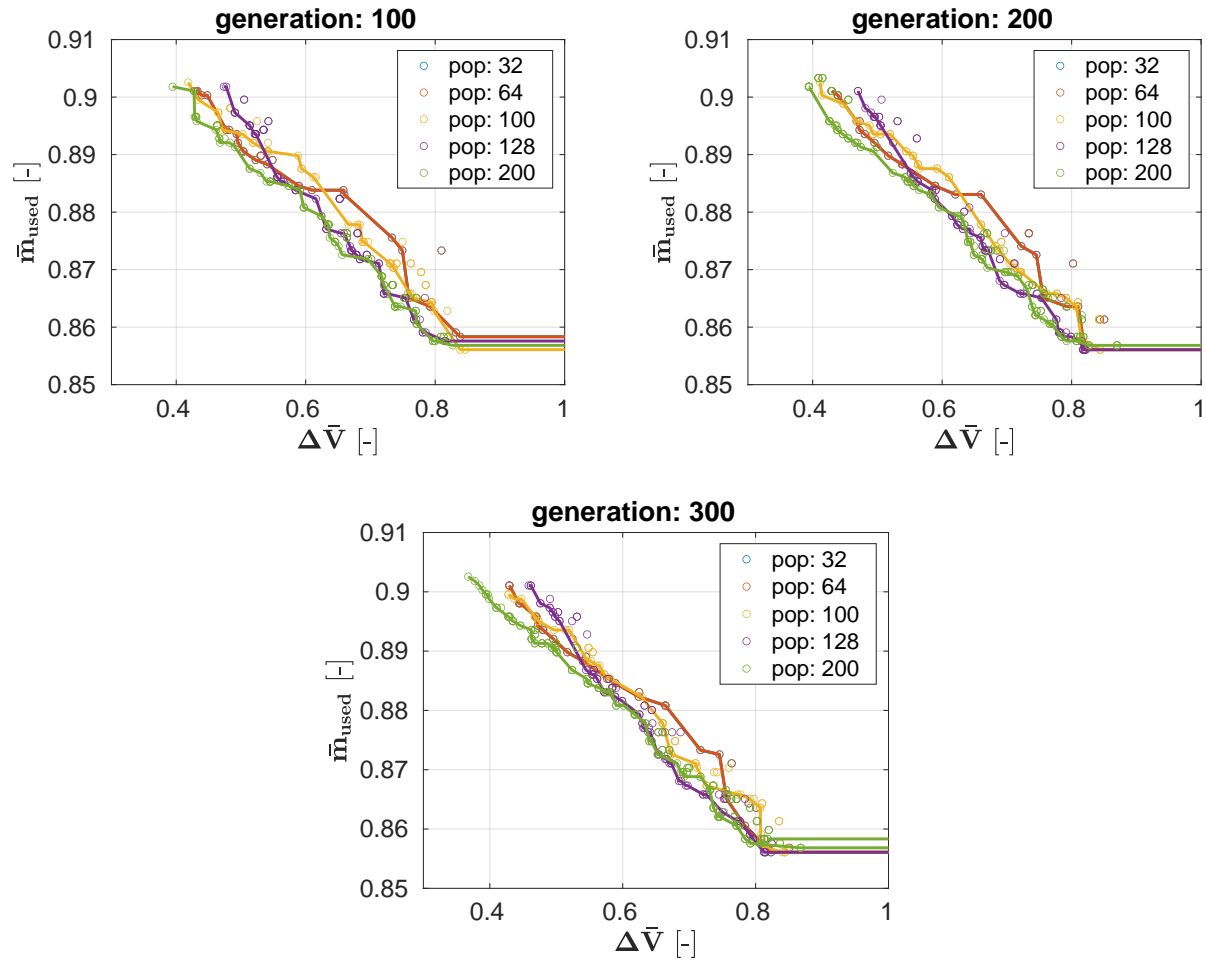 generation: 100
0.91
0.9
0.89
0.88
0.87
0.86
0.85
0.4
0.6
0.8
1
m̄used [-]
ΔV̄ [-]
pop: 32
pop: 64
pop: 100
pop: 128
pop: 200
generation: 200
0.91
0.9
0.89
0.88
0.87
0.86
0.85
0.4
0.6
0.8
1
m̄used [-]
ΔV̄ [-]
pop: 32
pop: 64
pop: 100
pop: 128
pop: 200
generation: 300
0.91
0.9
0.89
0.88
0.87
0.86
0.85
0.4
0.6
0.8
1
m̄used [-]
ΔV̄ [-]
pop: 32
pop: 64
pop: 100
pop: 128
pop: 200